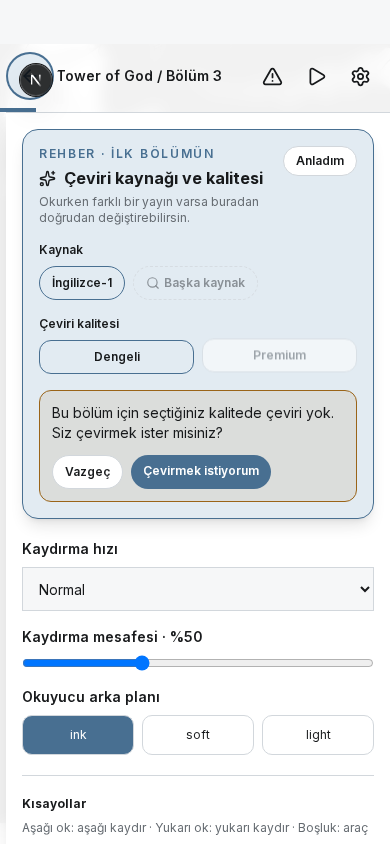 N
Tower of God / Bölüm 3
REHBER · İLK BÖLÜMÜN
Anladım
Çeviri kaynağı ve kalitesi
Okurken farklı bir yayın varsa buradan
doğrudan değiştirebilirsin.
Kaynak
İngilizce-1
Başka kaynak
Çeviri kalitesi
Dengeli
Premium
Bu bölüm için seçtiğiniz kalitede çeviri yok.
Siz çevirmek ister misiniz?
Vazgeç
Çevirmek istiyorum
Kaydırma hızı
Normal
Kaydırma mesafesi · %50
Okuyucu arka planı
ink
soft
light
Kısayollar
Aşağı ok: aşağı kaydır · Yukarı ok: yukarı kaydır · Boşluk: araç